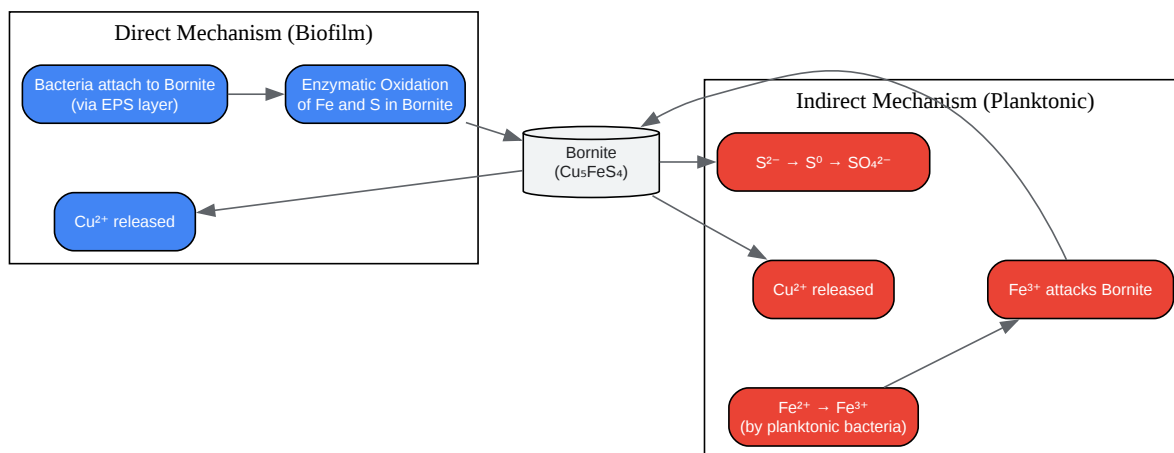 Direct Mechanism (Biofilm)
Bacteria attach to Bornite
(via EPS layer)
Enzymatic Oxidation
of Fe and S in Bornite
Cu²⁺ released
Bornite
(Cu₅FeS₄)
Indirect Mechanism (Planktonic)
S²⁻ → S⁰ → SO₄²⁻
Cu²⁺ released
Fe³⁺ attacks Bornite
Fe²⁺ → Fe³⁺
(by planktonic bacteria)